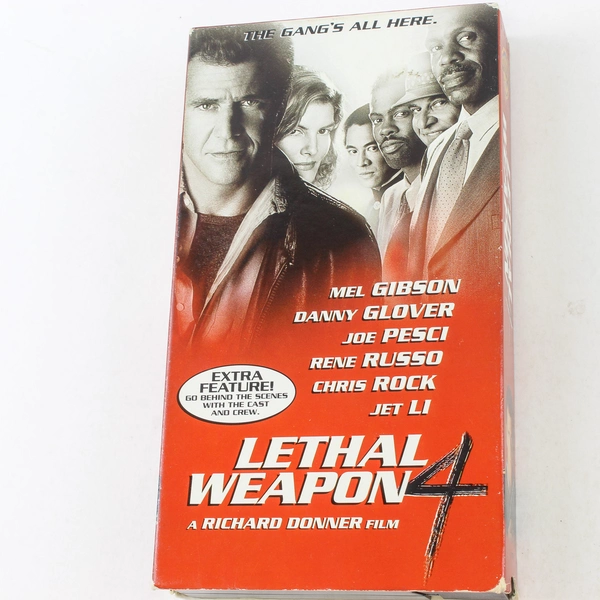 THE GANG'S ALL HERE.
MEL GIBSON
DANNY GLOVER
JOE PESCI
RENE RUSSO
CHRIS ROCK
JET LI
EXTRA
FEATURE!
GO BEHIND THE SCENES
WITH THE CAST
AND CREW.
LETHAL
WEAPON 4
A RICHARD DONNER FILM